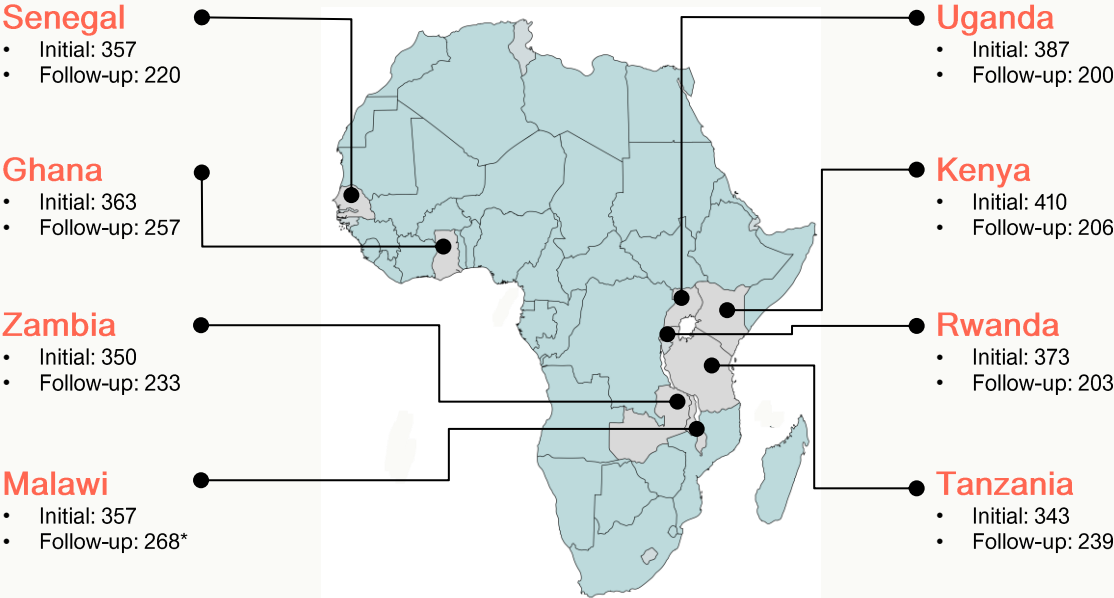 Senegal
• Initial: 357
• Follow-up: 220
Ghana
• Initial: 363
• Follow-up: 257
Zambia
• Initial: 350
• Follow-up: 233
Malawi
• Initial: 357
• Follow-up: 268*
Uganda
• Initial: 387
• Follow-up: 200
Kenya
• Initial: 410
• Follow-up: 206
Rwanda
• Initial: 373
• Follow-up: 203
Tanzania
• Initial: 343
• Follow-up: 239